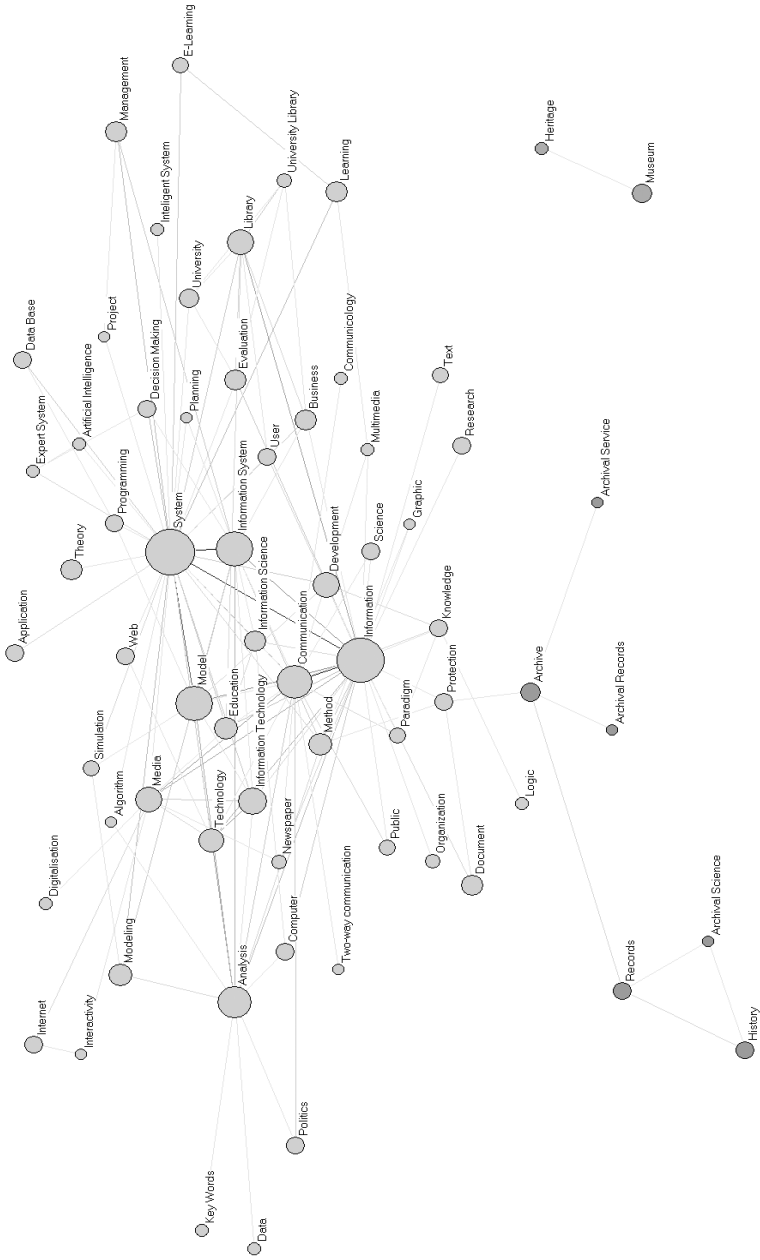 E-Learning
Management
University Library
Heritage
Inteligent System
Learning
Museum
Library
University
Data Base
Project
Communicology
Artificial Intelligence
Decision Making
Evaluation
Text
Expert System
Planning
Business
Multimedia
Research
User
Archival Service
Programming
System
Information System
Graphic
Theory
Science
Development
Application
Web
Information Science
Communication
Information
Knowledge
Model
Education
Archive
Protection
Archival Records
Simulation
Information Technology
Method
Paradigm
Media
Algorithm
Technology
Logic
Newspaper
Public
Organization
Document
Digitalisation
Two-way communication
Computer
Archival Science
Modeling
Analysis
Records
Internet
Interactivity
History
Politics
Key Words
Data